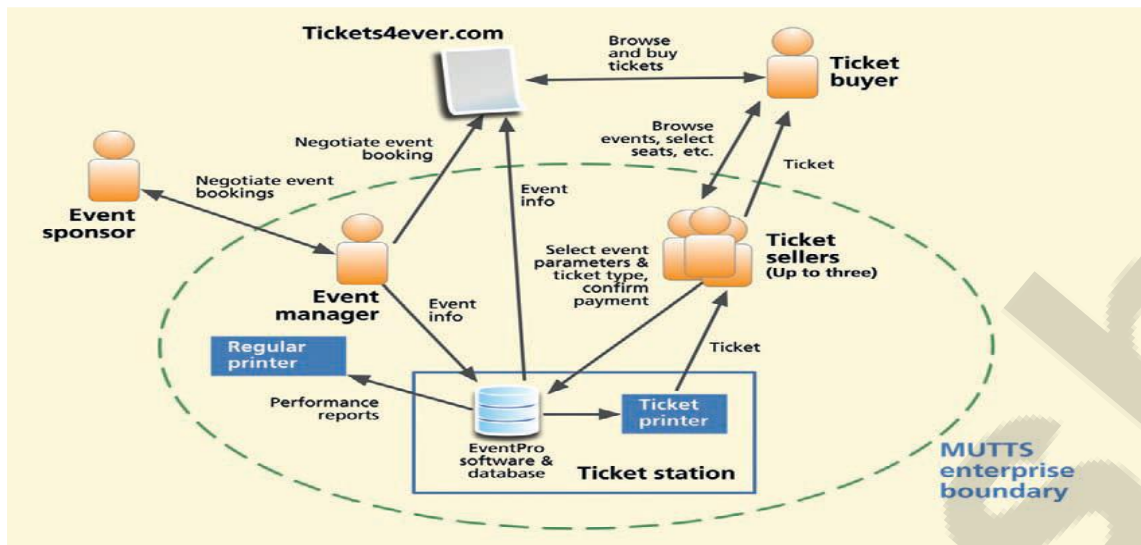 Tickets4ever.com
Browse
and buy
tickets
Ticket
buyer
Negotiate event
booking
Browse
events, select
seats, etc.
Ticket
Negotiate event
bookings
Event
sponsor
Event
info
Event
manager
Select event
parameters &
ticket type,
confirm
payment
Ticket
sellers
(Up to three)
Event
info
Regular
printer
Ticket
Performance
reports
EventPro
software &
database
Ticket
printer
Ticket station
MUTTS
enterprise
boundary